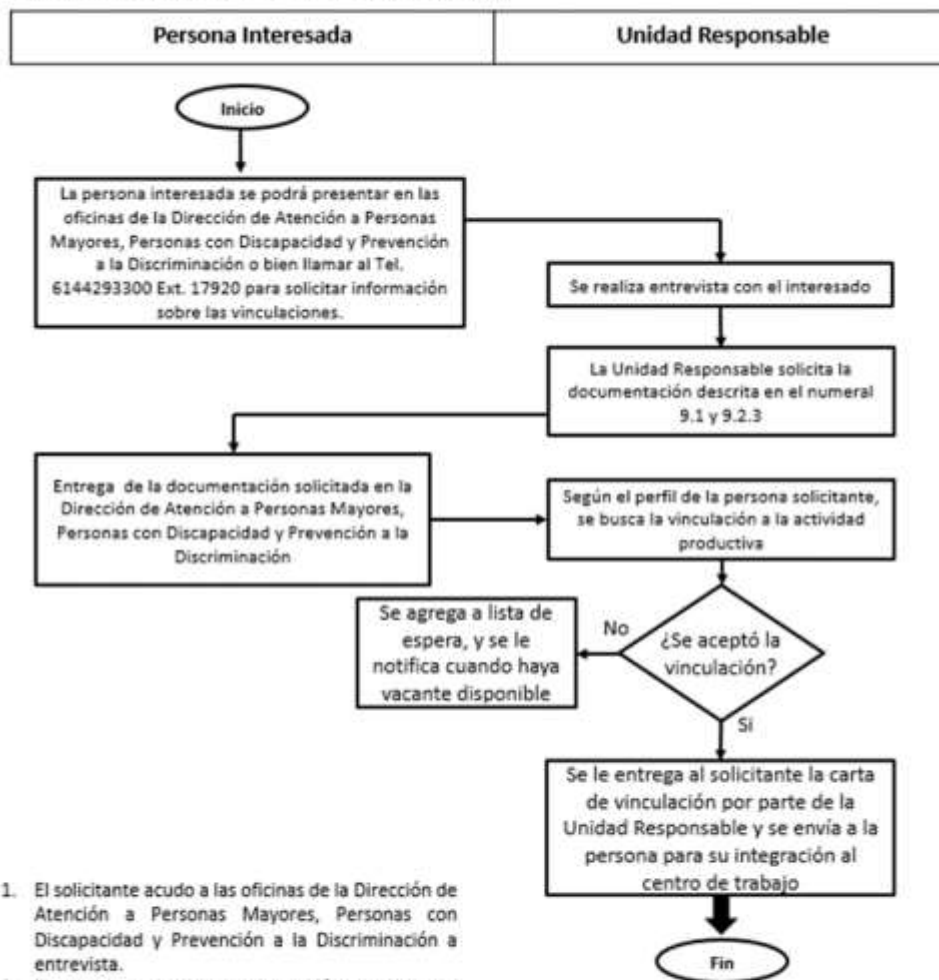 Persona Interesada
Unidad Responsable
Inicio
La persona interesada se podrá presentar en las
oficinas de la Dirección de Atención a Personas
Mayores, Personas con Discapacidad y Prevención
a la Discriminación o bien llamar al Tel.
6144293300 Ext. 17920 para solicitar información
sobre las vinculaciones.
Se realiza entrevista con el interesado
La Unidad Responsable solicita la
documentación descrita en el numeral
9.1 y 9.2.3
Entrega de la documentación solicitada en la
Dirección de Atención a Personas Mayores,
Personas con Discapacidad y Prevención a la
Discriminación
Según el perfil de la persona solicitante,
se busca la vinculación a la actividad
productiva
¿Se aceptó la
vinculación?
No
Se agrega a lista de
espera, y se le
notifica cuando haya
vacante disponible
Si
Se le entrega al solicitante la carta
de vinculación por parte de la
Unidad Responsable y se envía a la
persona para su integración al
centro de trabajo
Fin
1. El solicitante acudo a las oficinas de la Dirección de
Atención a Personas Mayores, Personas con
Discapacidad y Prevención a la Discriminación a
entrevista.